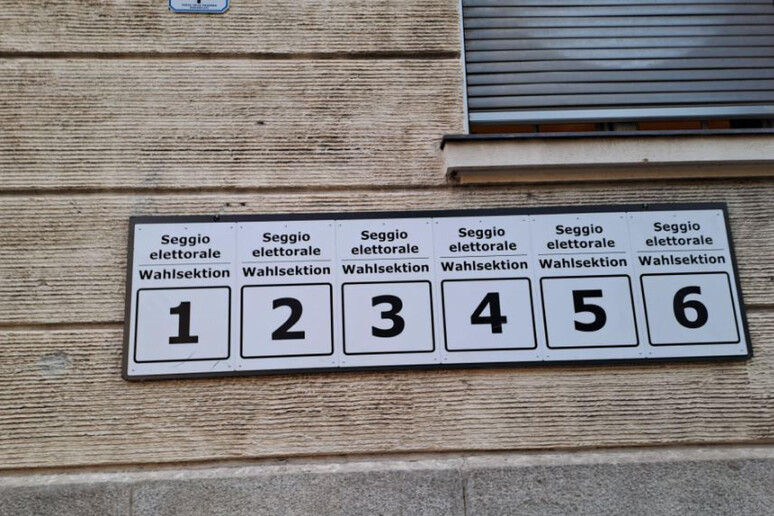 Seggio
elettorale
Wahlsektion
1
Seggio
elettorale
Wahlsektion
2
Seggio
elettorale
Wahlsektion
3
Seggio
elettorale
Wahlsektion
4
Seggio
elettorale
Wahlsektion
5
Seggio
elettorale
Wahlsektion
6